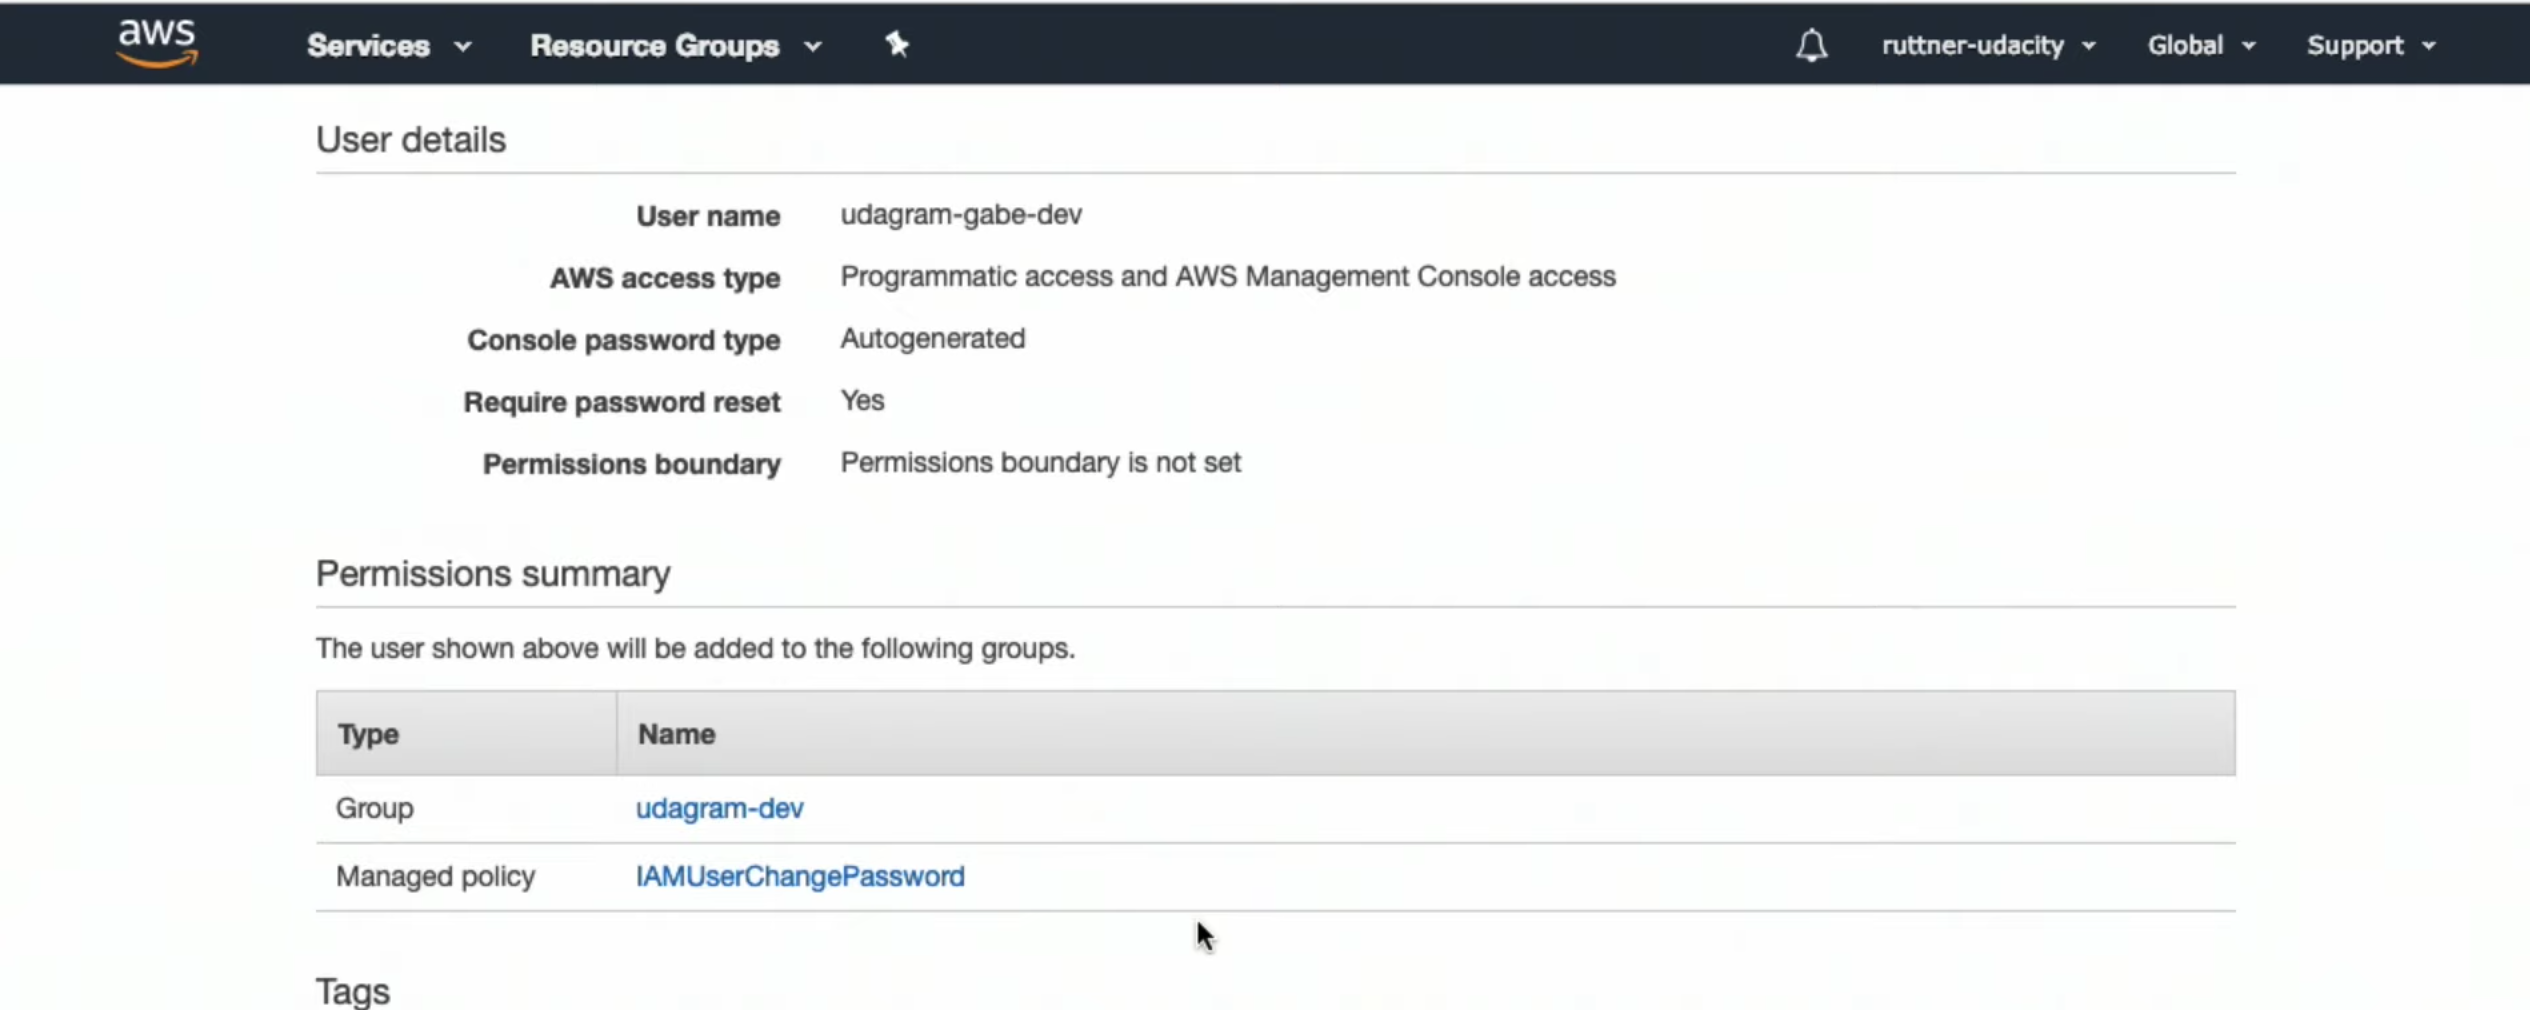 aws Services Resource Groups ruttner-udacity Global Support
User details
User name udagram-gabe-dev
AWS access type Programmatic access and AWS Management Console access
Console password type Autogenerated
Require password reset Yes
Permissions boundary Permissions boundary is not set
Permissions summary
The user shown above will be added to the following groups.
Type Name
Group udagram-dev
Managed policy IAMUserChangePassword
Tags